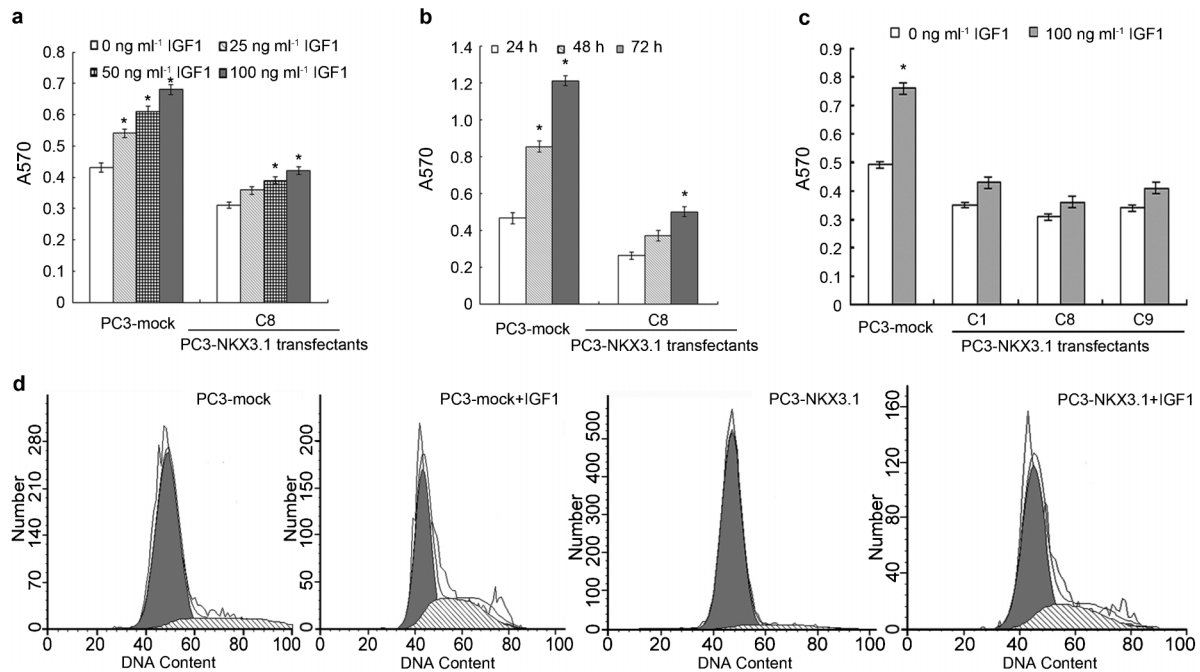 a
0 ng ml⁻¹ IGF1
25 ng ml⁻¹ IGF1
50 ng ml⁻¹ IGF1
100 ng ml⁻¹ IGF1
A570
0.8
0.7
0.6
0.5
0.4
0.3
0.2
0.1
0
*
*
*
*
*
PC3-mock
C8
PC3-NKX3.1 transfectants
b
24 h
48 h
72 h
A570
1.4
1.2
1.0
0.8
0.6
0.4
0.2
0
*
*
*
PC3-mock
C8
PC3-NKX3.1 transfectants
c
0 ng ml⁻¹ IGF1
100 ng ml⁻¹ IGF1
A570
0.9
0.8
0.7
0.6
0.5
0.4
0.3
0.2
0.1
0
*
PC3-mock
C1
C8
C9
PC3-NKX3.1 transfectants
d
PC3-mock
Number
280
210
140
70
0
0 20 40 60 80 100
DNA Content
PC3-mock+IGF1
Number
200
150
100
50
0
0 20 40 60 80 100
DNA Content
PC3-NKX3.1
Number
500
400
300
200
100
0
0 20 40 60 80 100
DNA Content
PC3-NKX3.1+IGF1
Number
160
120
80
40
0
0 20 40 60 80 100
DNA Content